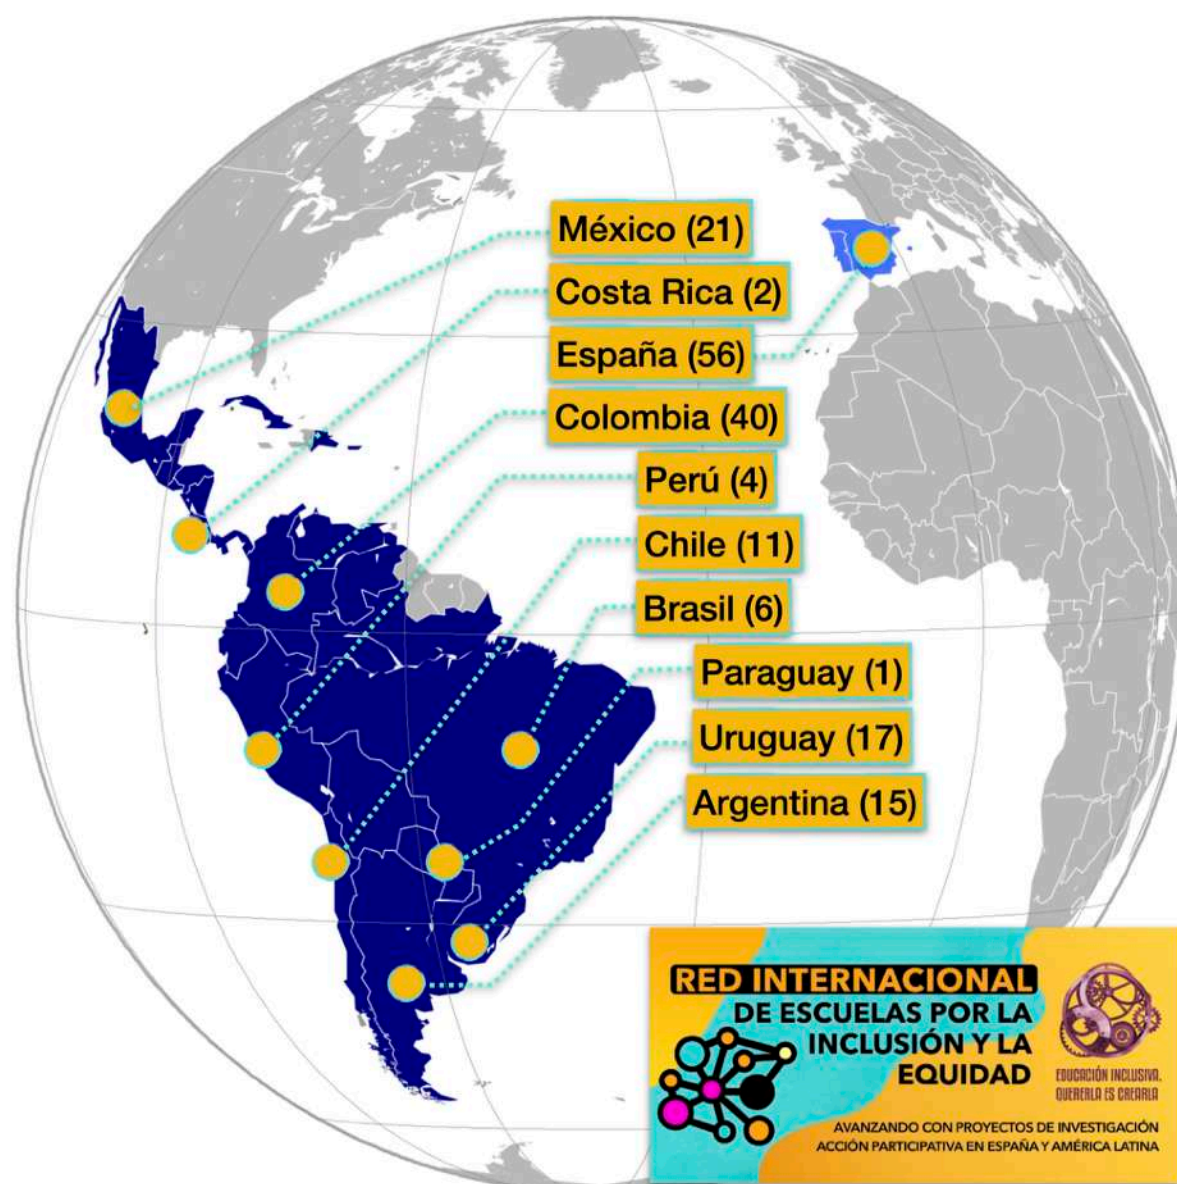 México (21)
Costa Rica (2)
España (56)
Colombia (40)
Perú (4)
Chile (11)
Brasil (6)
Paraguay (1)
Uruguay (17)
Argentina (15)
RED INTERNACIONAL
DE ESCUELAS POR LA
INCLUSIÓN Y LA
EQUIDAD
EDUCACIÓN INCLUSIVA.
QUERERLA ES CREARLA
AVANZANDO CON PROYECTOS DE INVESTIGACIÓN
ACCIÓN PARTICIPATIVA EN ESPAÑA Y AMÉRICA LATINA